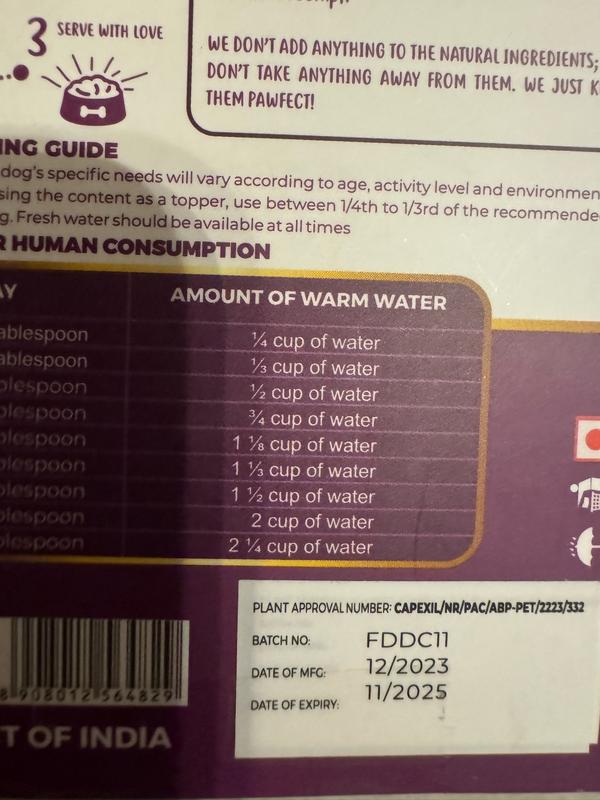 3 SERVE WITH LOVE
WE DON'T ADD ANYTHING TO THE NATURAL INGREDIENTS;
DON'T TAKE ANYTHING AWAY FROM THEM. WE JUST K
THEM PAWFECT!
ING GUIDE
dog's specific needs will vary according to age, activity level and environmen
sing the content as a topper, use between 1/4th to 1/3rd of the recommende
g. Fresh water should be available at all times
R HUMAN CONSUMPTION
AY AMOUNT OF WARM WATER
ablespoon ¼ cup of water
ablespoon ⅓ cup of water
blespoon ½ cup of water
blespoon ¾ cup of water
blespoon 1 ⅛ cup of water
blespoon 1 ⅓ cup of water
blespoon 1 ½ cup of water
blespoon 2 cup of water
blespoon 2 ¼ cup of water
PLANT APPROVAL NUMBER: CAPEXIL/NR/PAC/ABP-PET/2223/332
BATCH NO: FDDC11
DATE OF MFG: 12/2023
DATE OF EXPIRY: 11/2025
8 908012 564829
T OF INDIA